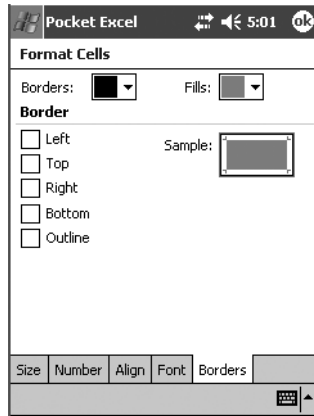 Pocket Excel 5:01 ok
Format Cells
Borders: Fills:
Border
Left
Top
Right
Bottom
Outline
Sample:
Size Number Align Font Borders